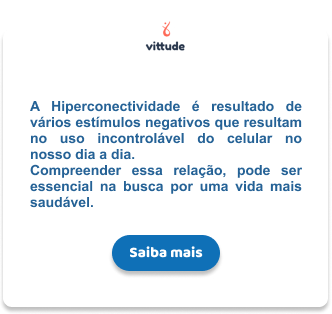 vittude
A Hiperconectividade é resultado de
vários estímulos negativos que resultam
no uso incontrolável do celular no
nosso dia a dia.
Compreender essa relação, pode ser
essencial na busca por uma vida mais
saudável.
Saiba mais